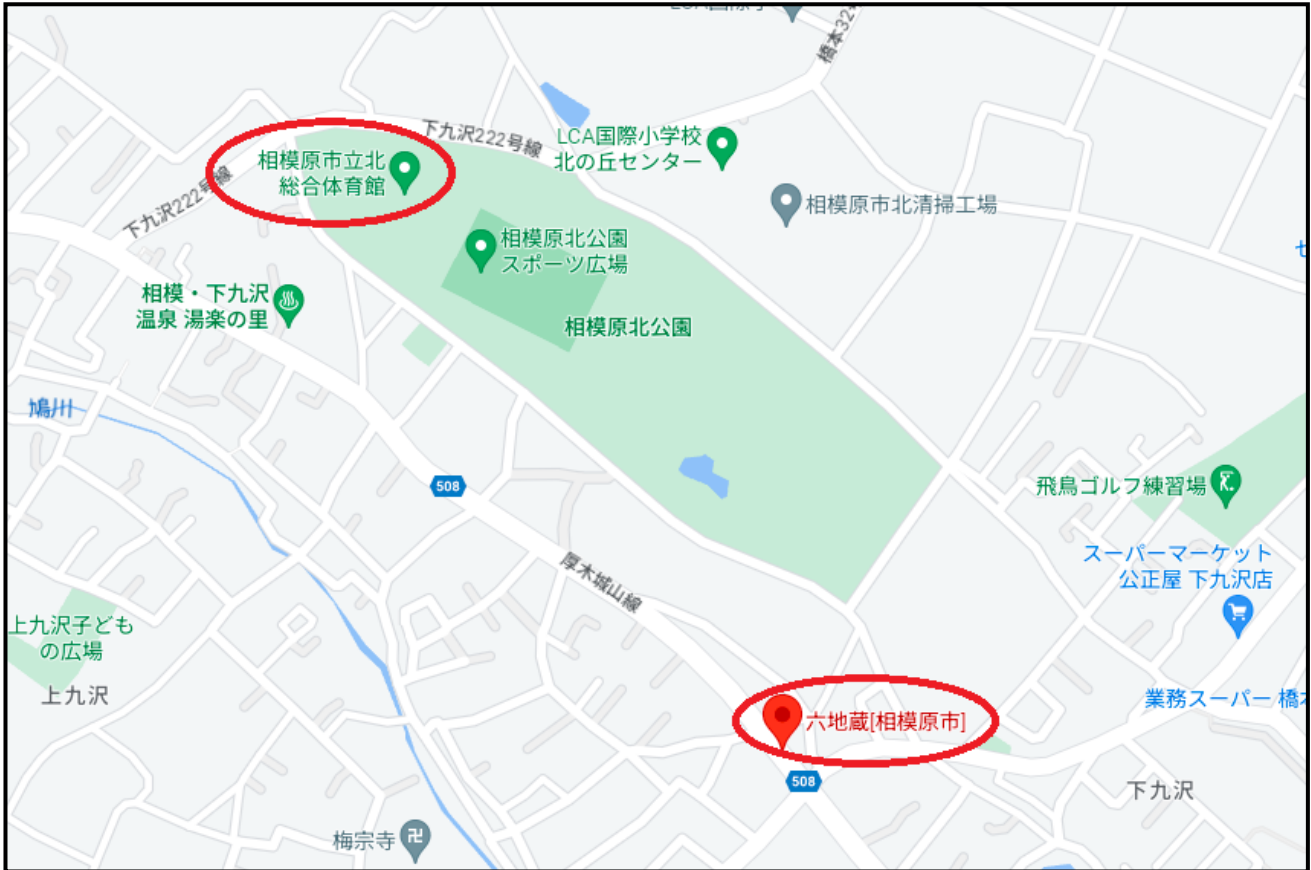 橋本32
下九沢222号線
LCA国際小学校
北の丘センター
相模原市立北
総合体育館
下九沢222号線
相模原市北清掃工場
相模原北公園
スポーツ広場
相模・下九沢
温泉 湯楽の里
相模原北公園
鳩川
508
飛鳥ゴルフ練習場
スーパーマーケット
公正屋 下九沢店
厚木城山線
上九沢子ども
の広場
上九沢
業務スーパー 橋本
六地蔵[相模原市]
508
下九沢
梅宗寺